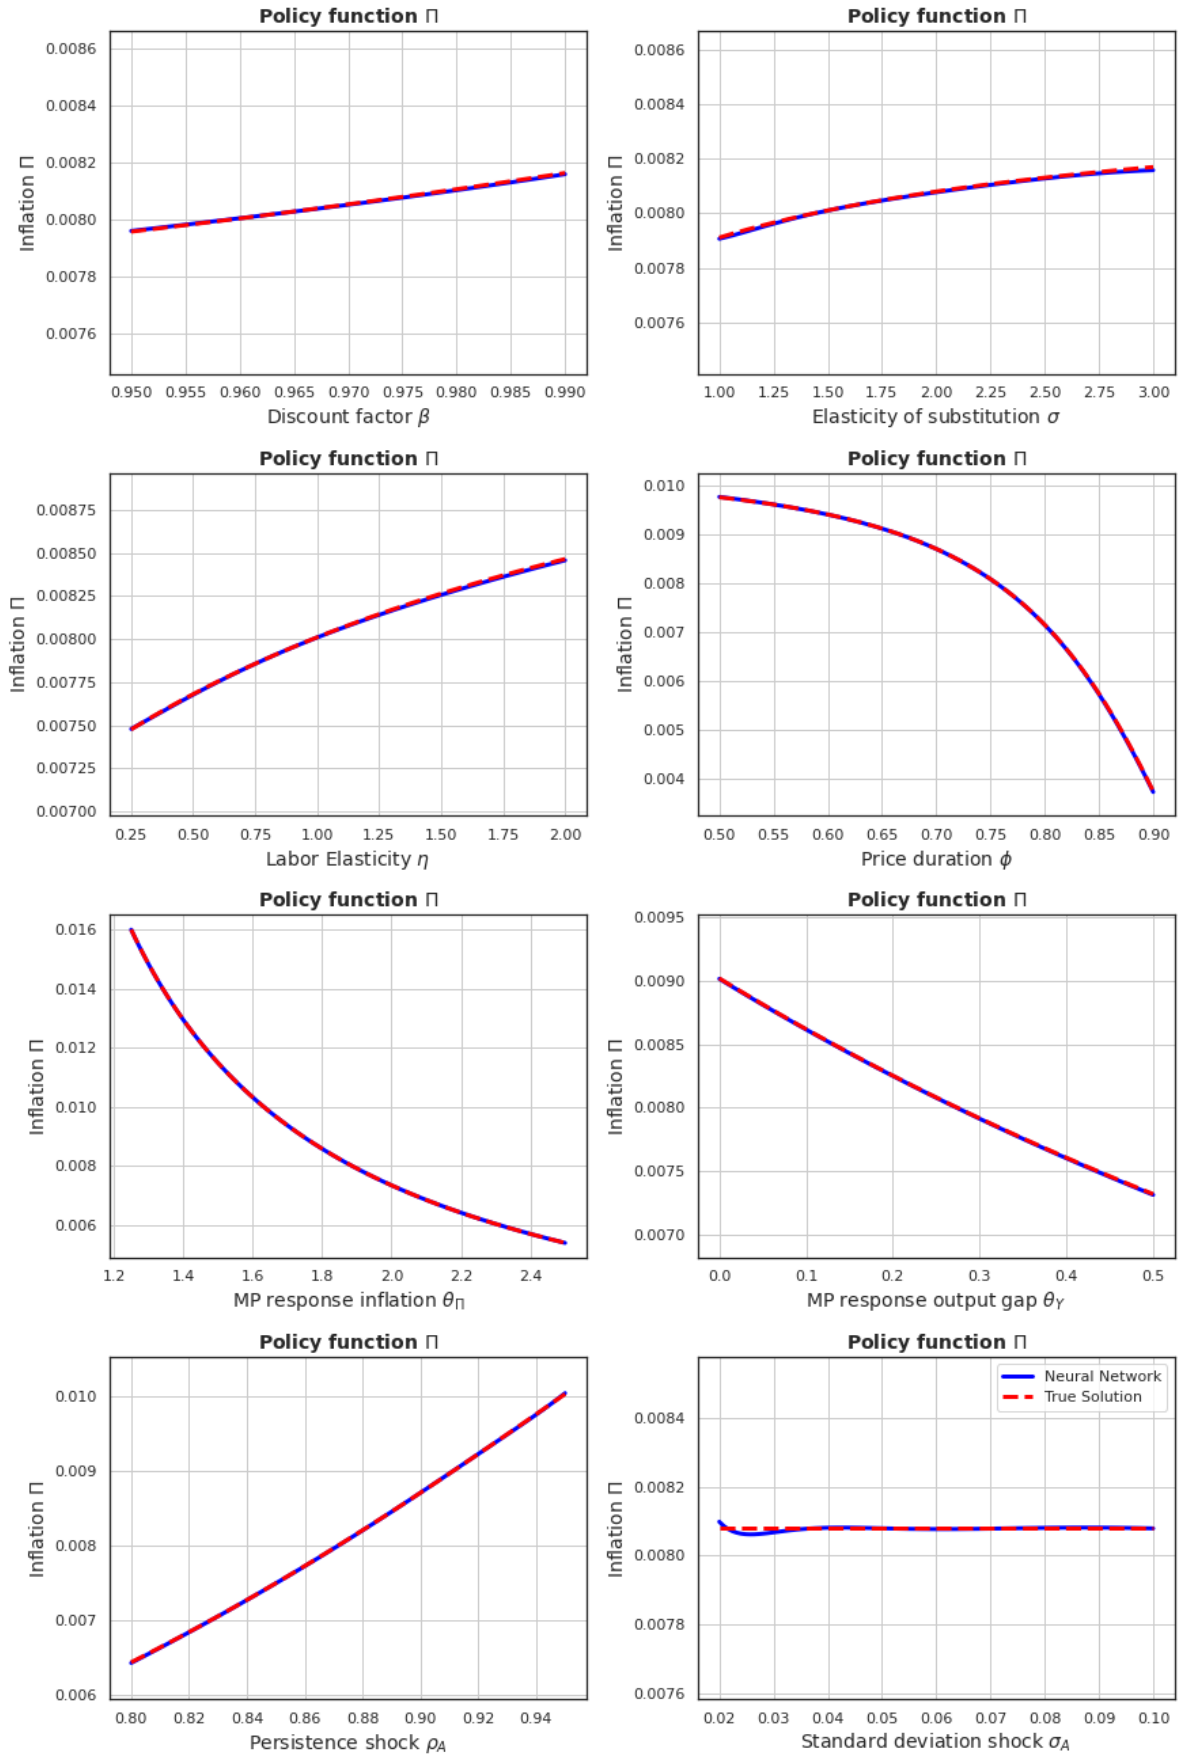 Policy function Π
0.0086
0.0084
0.0082
0.0080
0.0078
0.0076
Inflation Π
0.950 0.955 0.960 0.965 0.970 0.975 0.980 0.985 0.990
Discount factor β
Policy function Π
0.0086
0.0084
0.0082
0.0080
0.0078
0.0076
Inflation Π
1.00 1.25 1.50 1.75 2.00 2.25 2.50 2.75 3.00
Elasticity of substitution σ
Policy function Π
0.00875
0.00850
0.00825
0.00800
0.00775
0.00750
0.00725
0.00700
Inflation Π
0.25 0.50 0.75 1.00 1.25 1.50 1.75 2.00
Labor Elasticity η
Policy function Π
0.010
0.009
0.008
0.007
0.006
0.005
0.004
Inflation Π
0.50 0.55 0.60 0.65 0.70 0.75 0.80 0.85 0.90
Price duration ϕ
Policy function Π
0.016
0.014
0.012
0.010
0.008
0.006
Inflation Π
1.2 1.4 1.6 1.8 2.0 2.2 2.4
MP response inflation θ_Π
Policy function Π
0.0095
0.0090
0.0085
0.0080
0.0075
0.0070
Inflation Π
0.0 0.1 0.2 0.3 0.4 0.5
MP response output gap θ_Y
Policy function Π
0.010
0.009
0.008
0.007
0.006
Inflation Π
0.80 0.82 0.84 0.86 0.88 0.90 0.92 0.94
Persistence shock ρ_A
Policy function Π
Neural Network
True Solution
0.0084
0.0082
0.0080
0.0078
0.0076
Inflation Π
0.02 0.03 0.04 0.05 0.06 0.07 0.08 0.09 0.10
Standard deviation shock σ_A